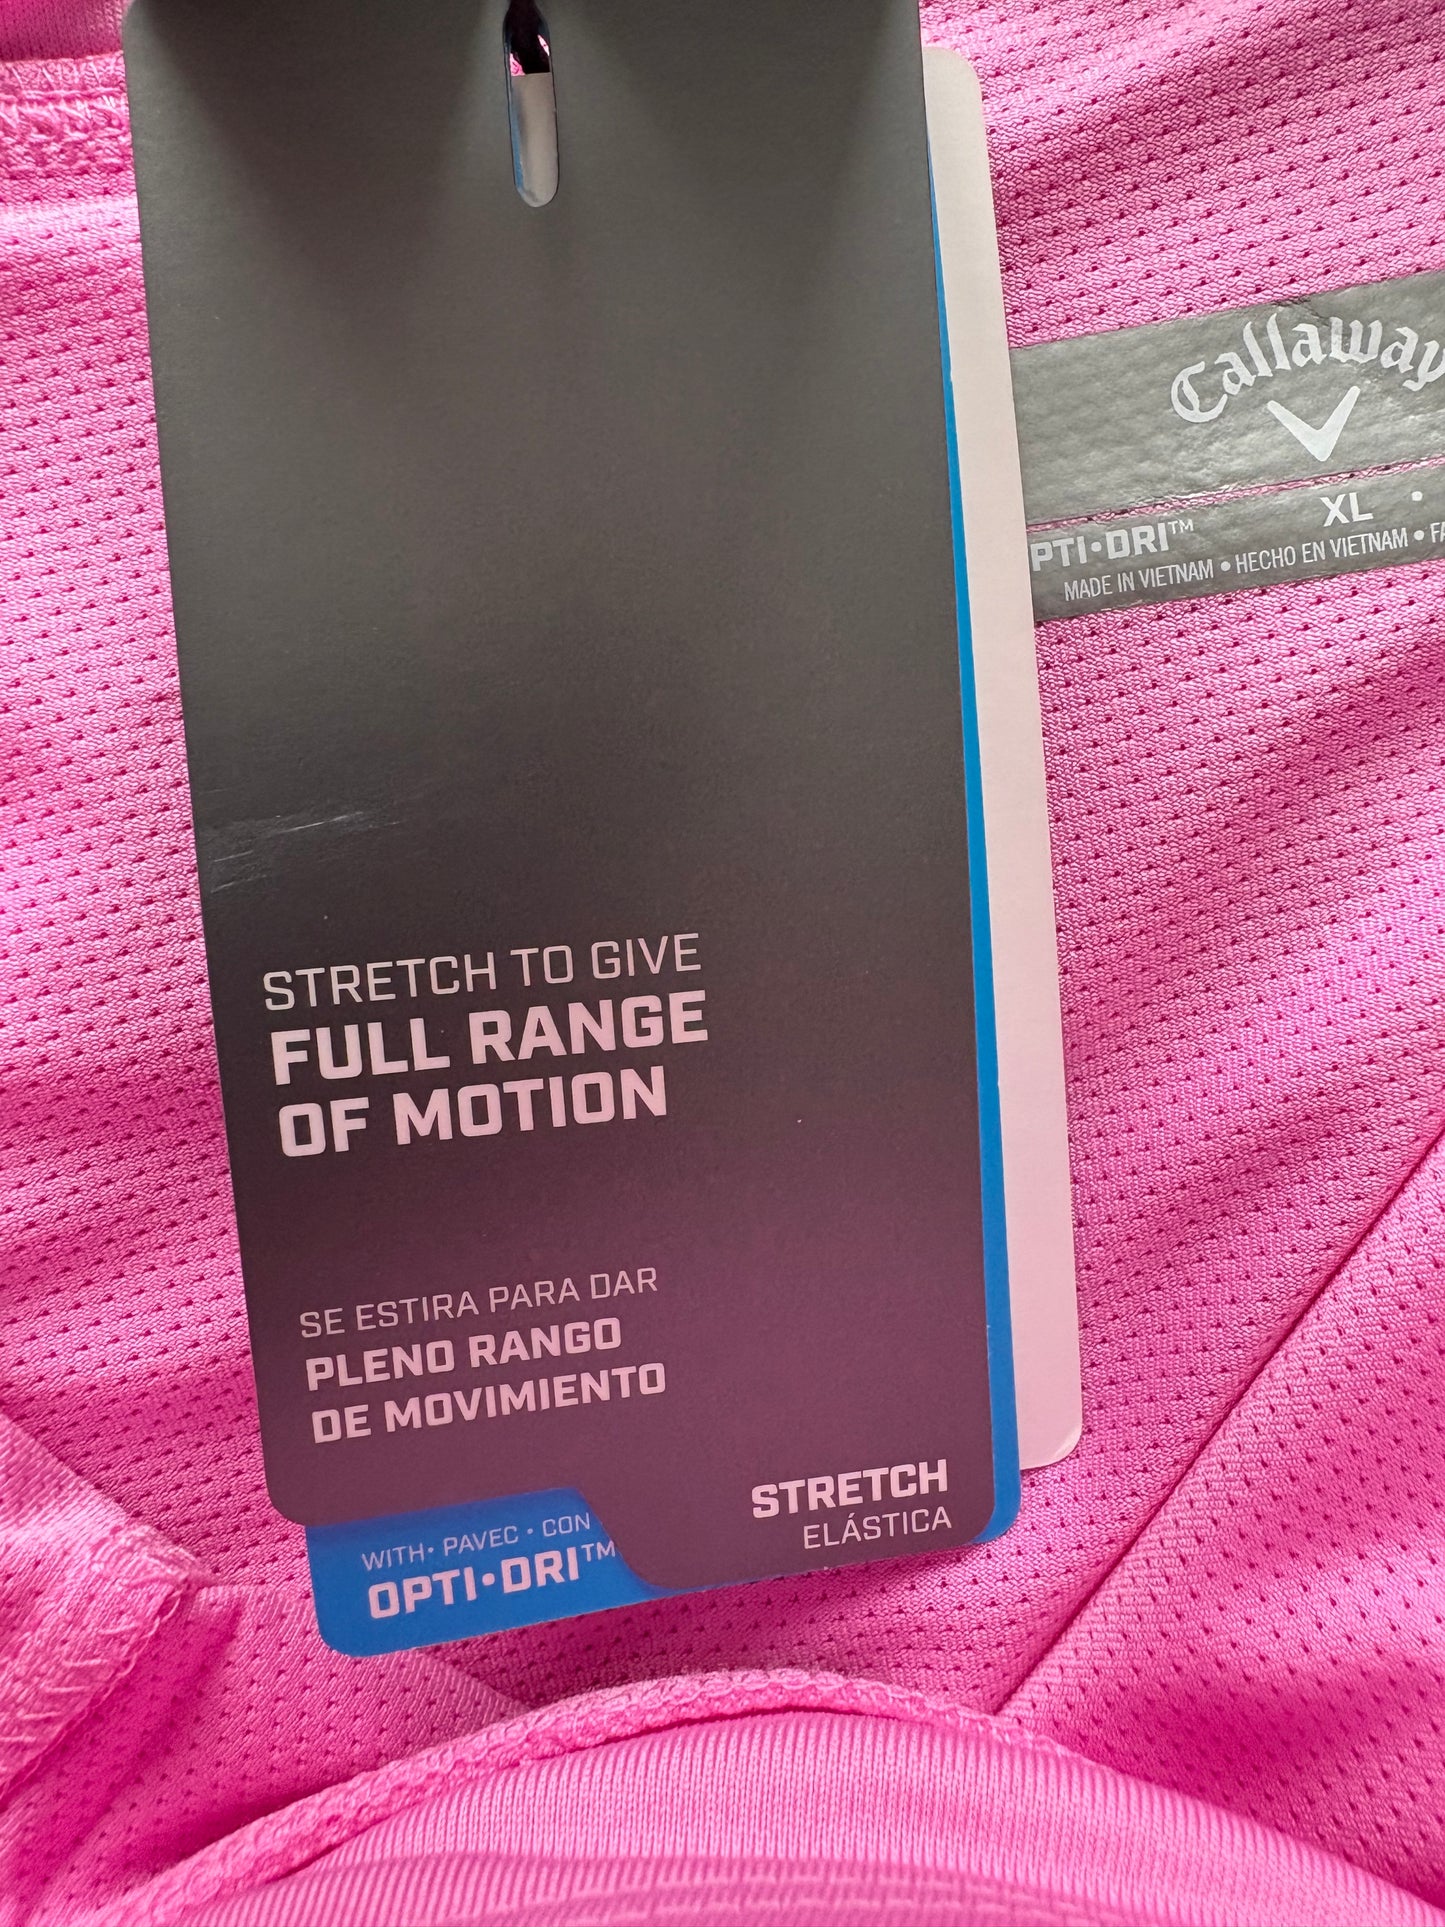 Callaway
XL •
OPTI•DRI™
MADE IN VIETNAM • HECHO EN VIETNAM •
STRETCH TO GIVE
FULL RANGE
OF MOTION
SE ESTIRA PARA DAR
PLENO RANGO
DE MOVIMIENTO
STRETCH
ELÁSTICA
WITH • PAVEC • CON
OPTI•DRI™